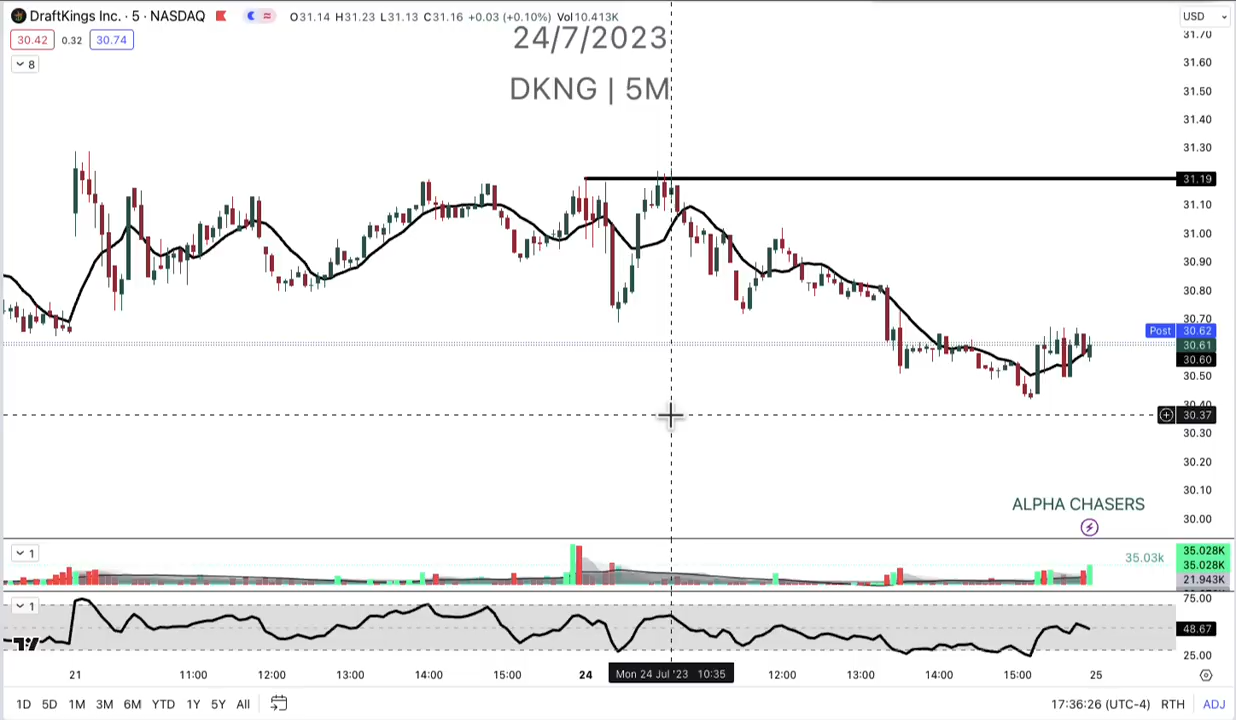 DraftKings Inc. · 5 · NASDAQ O31.14 H31.23 L31.13 C31.16 +0.03 (+0.10%) Vol10.413K USD
30.42 0.32 30.74
8
24/7/2023
DKNG | 5M
31.70
31.60
31.50
31.40
31.30
31.19
31.10
31.00
30.90
30.80
30.70
Post 30.62
30.61
30.60
30.50
30.40
30.37
30.30
30.20
30.10
30.00
ALPHA CHASERS
1
35.03k
35.028K
35.028K
21.943K
1
75.00
48.67
25.00
21 11:00 12:00 13:00 14:00 15:00 24 Mon 24 Jul '23 10:35 12:00 13:00 14:00 15:00 25
1D 5D 1M 3M 6M YTD 1Y 5Y All 17:36:26 (UTC-4) RTH ADJ